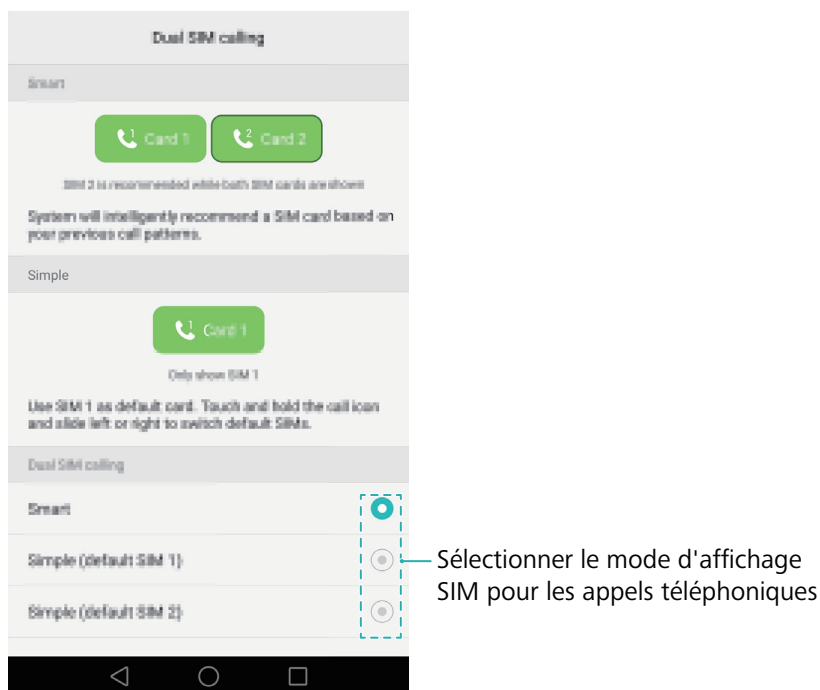 Dual SIM calling
Smart
1 Card 1
2 Card 2
SIM 2 is recommended while both SIM cards are shown
System will intelligently recommend a SIM card based on
your previous call patterns.
Simple
1 Card 1
Only show SIM 1
Use SIM 1 as default card. Touch and hold the call icon
and slide left or right to switch default SIMs.
Dual SIM calling
Smart
Simple (default SIM 1)
Sélectionner le mode d'affichage
SIM pour les appels téléphoniques
Simple (default SIM 2)